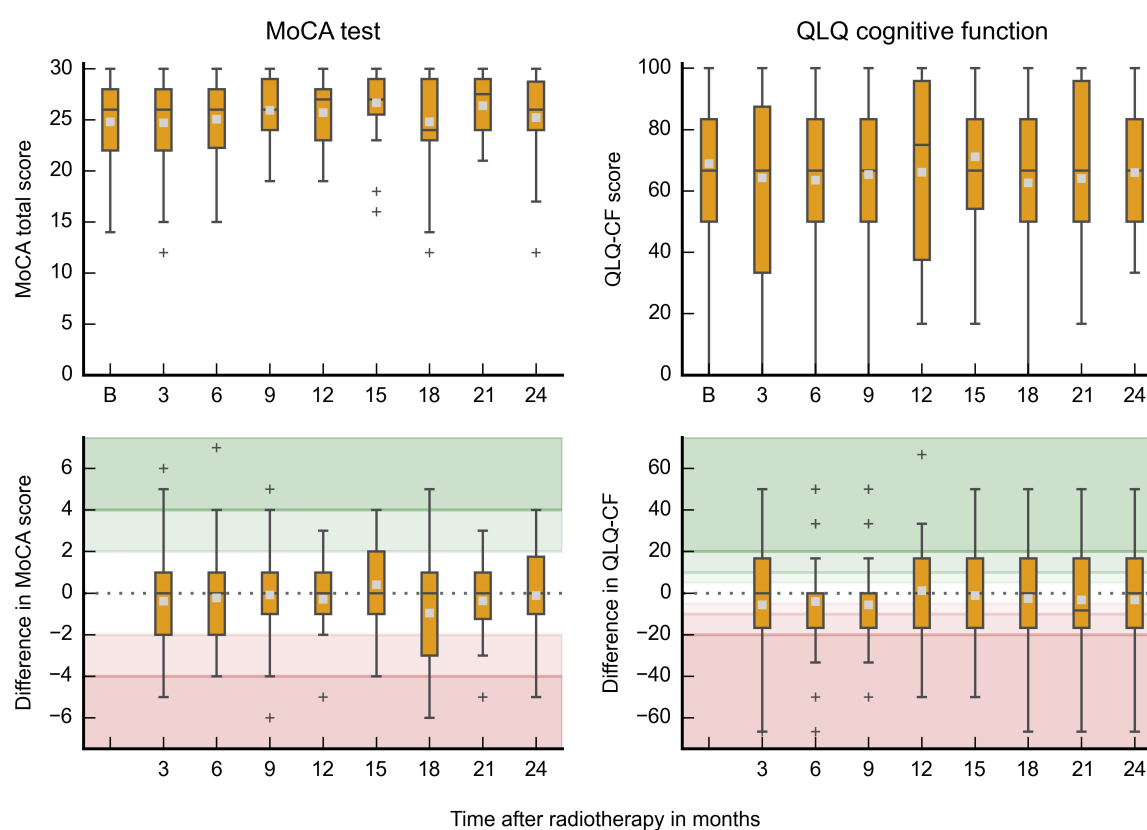 MoCA test
QLQ cognitive function
MoCA total score
30
25
20
15
10
5
0
B 3 6 9 12 15 18 21 24
QLQ-CF score
100
80
60
40
20
0
B 3 6 9 12 15 18 21 24
Difference in MoCA score
6
4
2
0
−2
−4
−6
3 6 9 12 15 18 21 24
Difference in QLQ-CF
60
40
20
0
−20
−40
−60
3 6 9 12 15 18 21 24
Time after radiotherapy in months